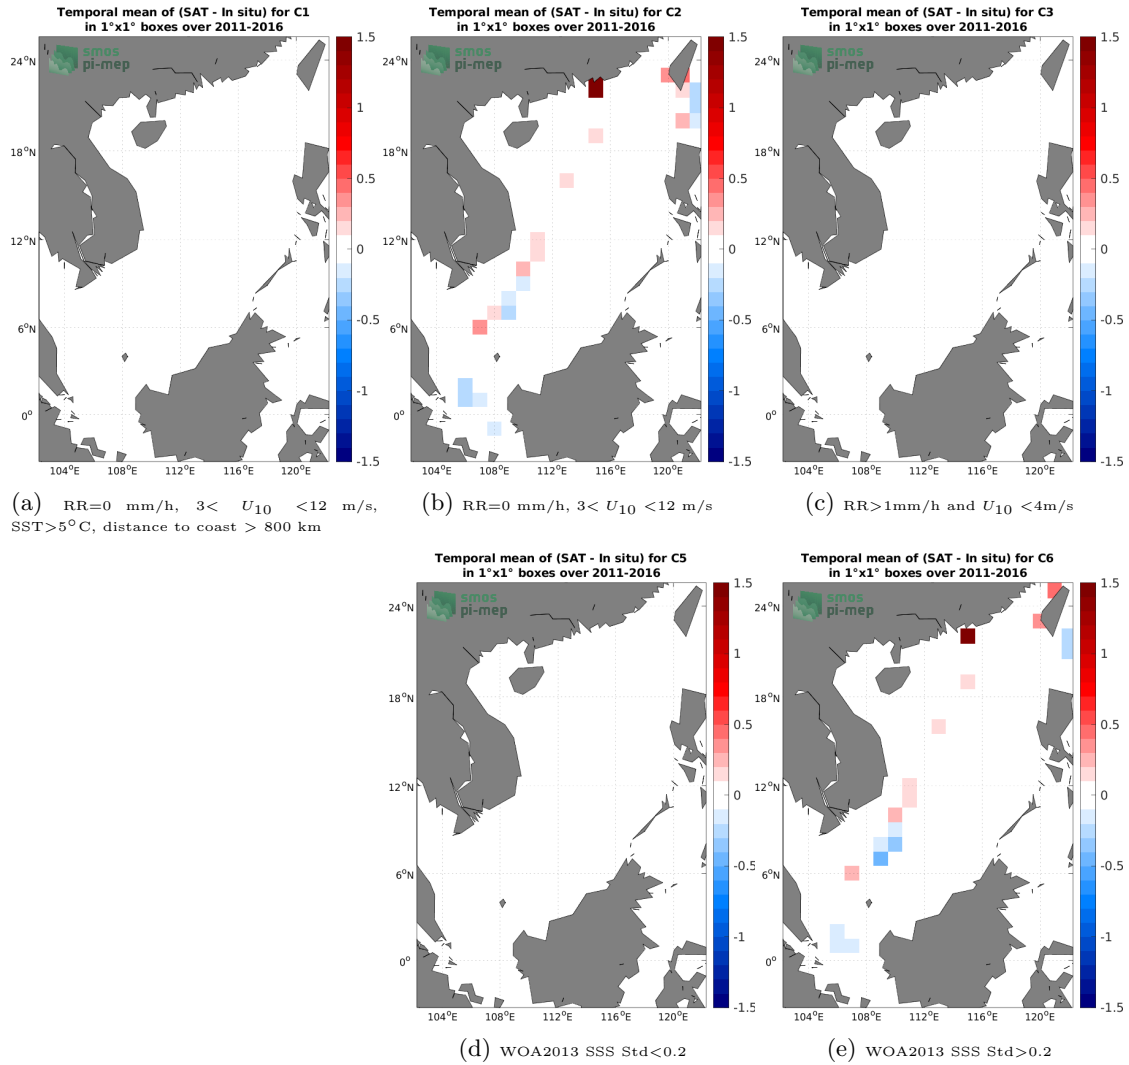 Temporal mean of (SAT - In situ) for C1
in 1°x1° boxes over 2011-2016
smos
pi-mep
24°N
18°N
12°N
6°N
0°
104°E 108°E 112°E 116°E 120°E
1.5
1
0.5
0
-0.5
-1
-1.5
(a) RR=0 mm/h, 3< U10 <12 m/s,
SST>5°C, distance to coast > 800 km
Temporal mean of (SAT - In situ) for C2
in 1°x1° boxes over 2011-2016
smos
pi-mep
24°N
18°N
12°N
6°N
0°
104°E 108°E 112°E 116°E 120°E
1.5
1
0.5
0
-0.5
-1
-1.5
(b) RR=0 mm/h, 3< U10 <12 m/s
Temporal mean of (SAT - In situ) for C3
in 1°x1° boxes over 2011-2016
smos
pi-mep
24°N
18°N
12°N
6°N
0°
104°E 108°E 112°E 116°E 120°E
1.5
1
0.5
0
-0.5
-1
-1.5
(c) RR>1mm/h and U10 <4m/s
Temporal mean of (SAT - In situ) for C5
in 1°x1° boxes over 2011-2016
smos
pi-mep
24°N
18°N
12°N
6°N
0°
104°E 108°E 112°E 116°E 120°E
1.5
1
0.5
0
-0.5
-1
-1.5
(d) WOA2013 SSS Std<0.2
Temporal mean of (SAT - In situ) for C6
in 1°x1° boxes over 2011-2016
smos
pi-mep
24°N
18°N
12°N
6°N
0°
104°E 108°E 112°E 116°E 120°E
1.5
1
0.5
0
-0.5
-1
-1.5
(e) WOA2013 SSS Std>0.2